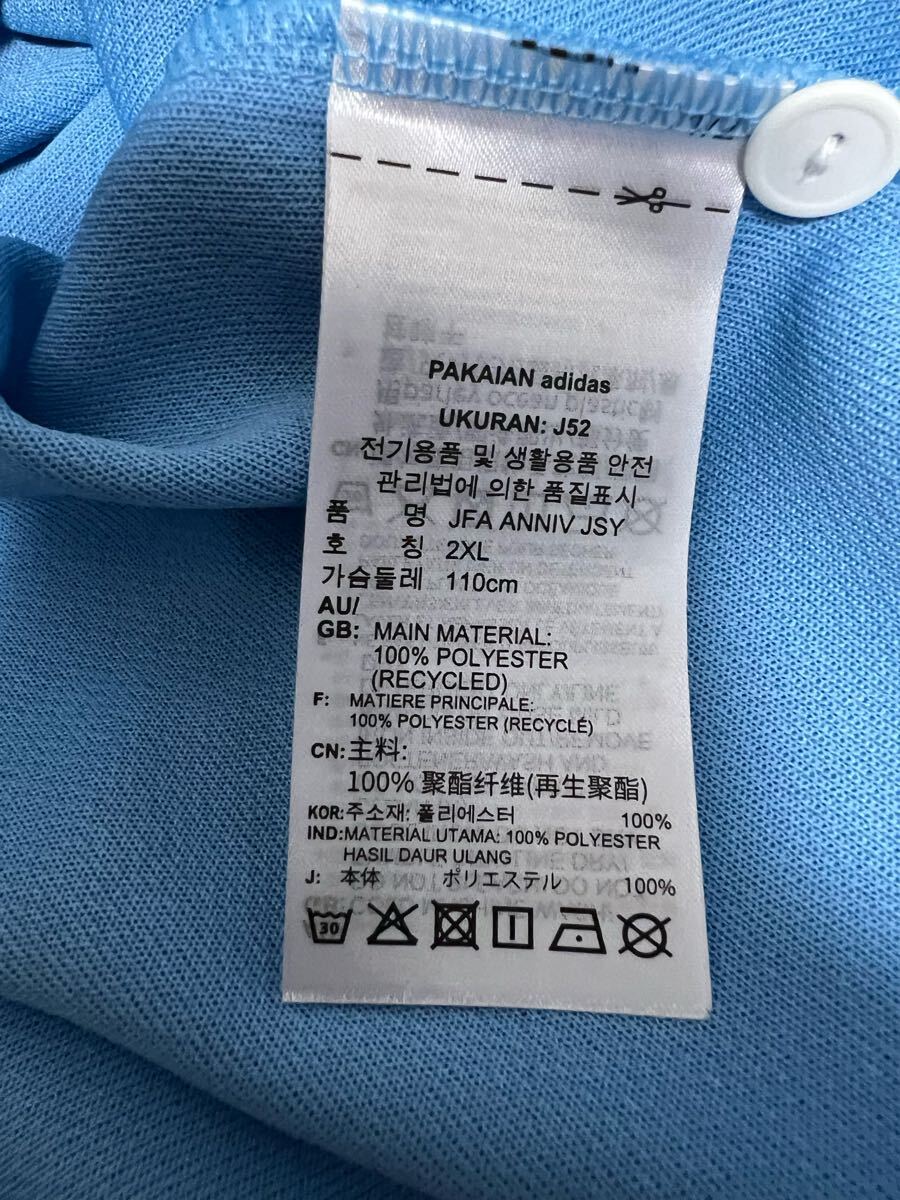 PAKAIAN adidas
UKURAN: J52
전기용품 및 생활용품 안전
관리법에 의한 품질표시
품 명 JFA ANNIV JSY
호 칭 2XL
가슴둘레 110cm
AU/
GB: MAIN MATERIAL:
100% POLYESTER
(RECYCLED)
F: MATIERE PRINCIPALE:
100% POLYESTER (RECYCLÉ)
CN:主料:
100% 聚酯纤维(再生聚酯)
KOR:주소재: 폴리에스터 100%
IND:MATERIAL UTAMA: 100% POLYESTER
HASIL DAUR ULANG
J: 本体 ポリエステル 100%
30